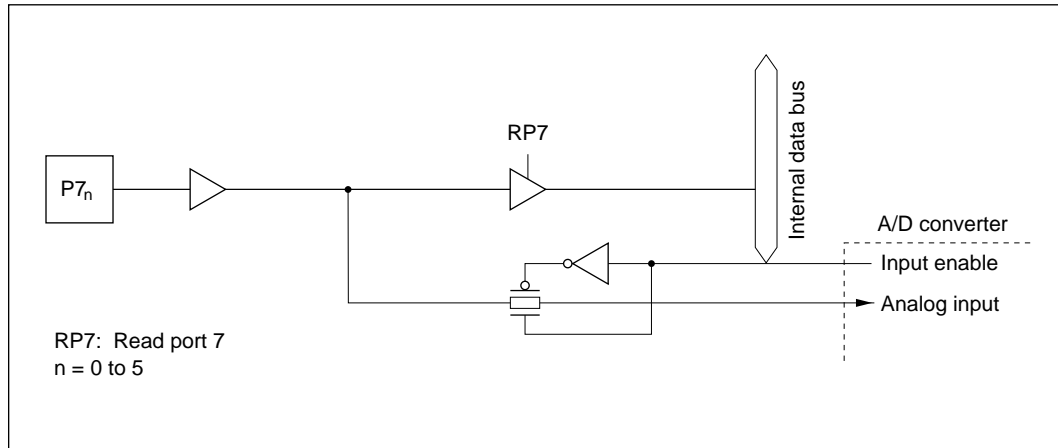 RP7
P7n
Internal data bus
A/D converter
Input enable
Analog input
RP7: Read port 7
n = 0 to 5